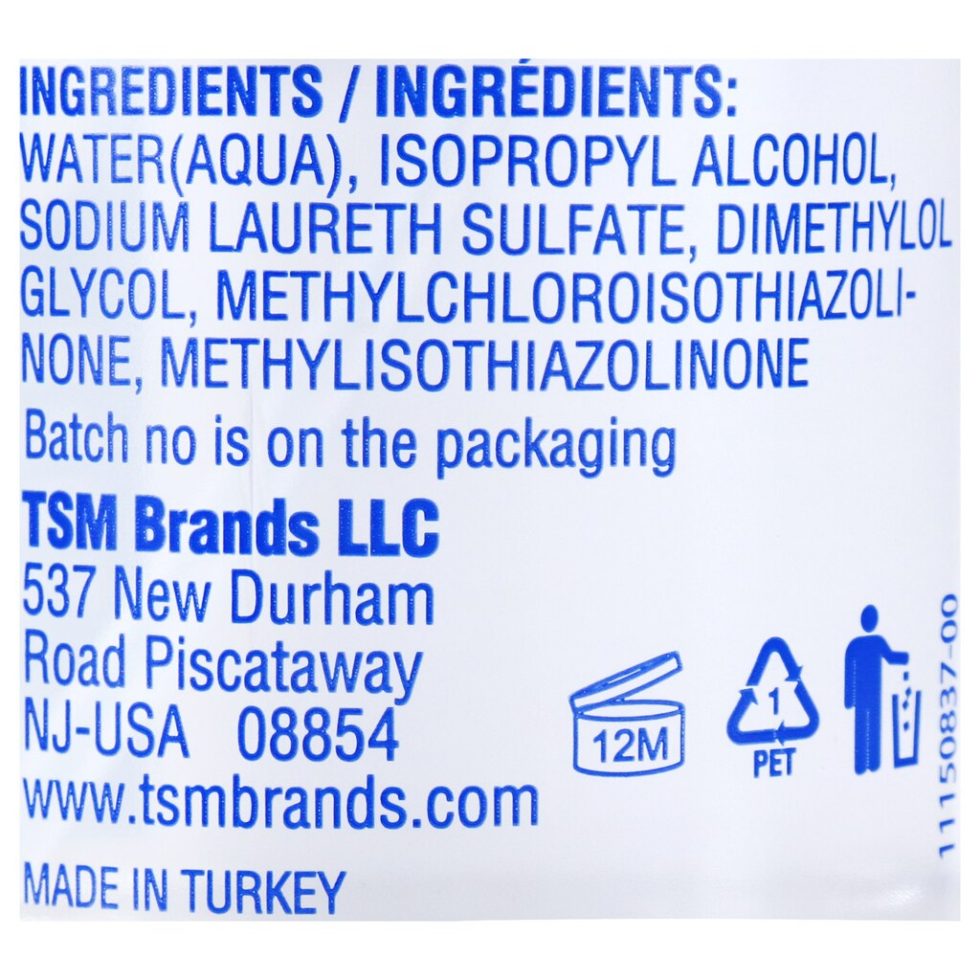 INGREDIENTS / INGRÉDIENTS:
WATER(AQUA), ISOPROPYL ALCOHOL,
SODIUM LAURETH SULFATE, DIMETHYLOL
GLYCOL, METHYLCHLOROISOTHIAZOLI-
NONE, METHYLISOTHIAZOLINONE
Batch no is on the packaging
TSM Brands LLC
537 New Durham
Road Piscataway
NJ-USA 08854
www.tsmbrands.com
MADE IN TURKEY
12M
1
PET
11150837-00